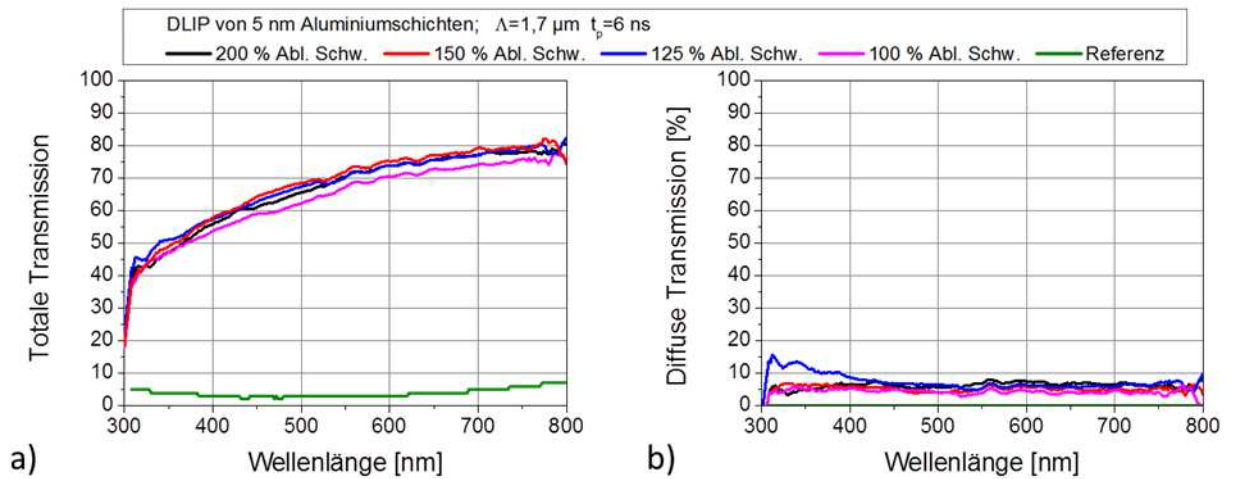 DLIP von 5 nm Aluminiumschichten; Λ=1,7 µm tp=6 ns
200 % Abl. Schw. 150 % Abl. Schw. 125 % Abl. Schw. 100 % Abl. Schw. Referenz
Totale Transmission
100
90
80
70
60
50
40
30
20
10
0
300 400 500 600 700 800
Wellenlänge [nm]
a)
Diffuse Transmission [%]
100
90
80
70
60
50
40
30
20
10
0
300 400 500 600 700 800
Wellenlänge [nm]
b)